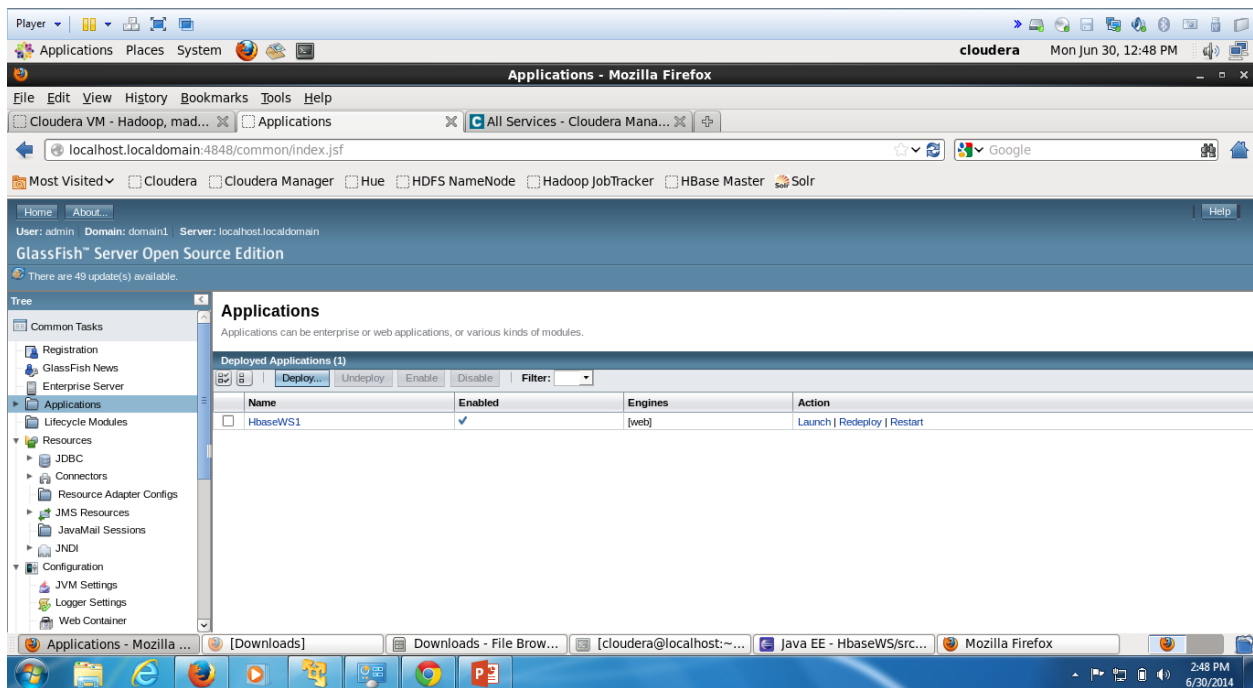 Player
Applications Places System cloudera Mon Jun 30, 12:48 PM
Applications - Mozilla Firefox
File Edit View History Bookmarks Tools Help
Cloudera VM - Hadoop, mad... Applications C All Services - Cloudera Mana...
localhost.localdomain:4848/common/index.jsf Google
Most Visited Cloudera Cloudera Manager Hue HDFS NameNode Hadoop JobTracker HBase Master Solr Solr
Home About... Help
User: admin Domain: domain1 Server: localhost.localdomain
GlassFish™ Server Open Source Edition
There are 49 update(s) available.
Tree
Common Tasks
Registration
GlassFish News
Enterprise Server
Applications
Lifecycle Modules
Resources
JDBC
Connectors
Resource Adapter Configs
JMS Resources
JavaMail Sessions
JNDI
Configuration
JVM Settings
Logger Settings
Web Container
Applications
Applications can be enterprise or web applications, or various kinds of modules.
Deployed Applications (1)
Deploy... Undeploy Enable Disable Filter:
Name Enabled Engines Action
HbaseWS1 [web] Launch | Redeploy | Restart
Applications - Mozilla ... [Downloads] Downloads - File Brow... [cloudera@localhost:~... Java EE - HbaseWS/src... Mozilla Firefox
2:48 PM
6/30/2014